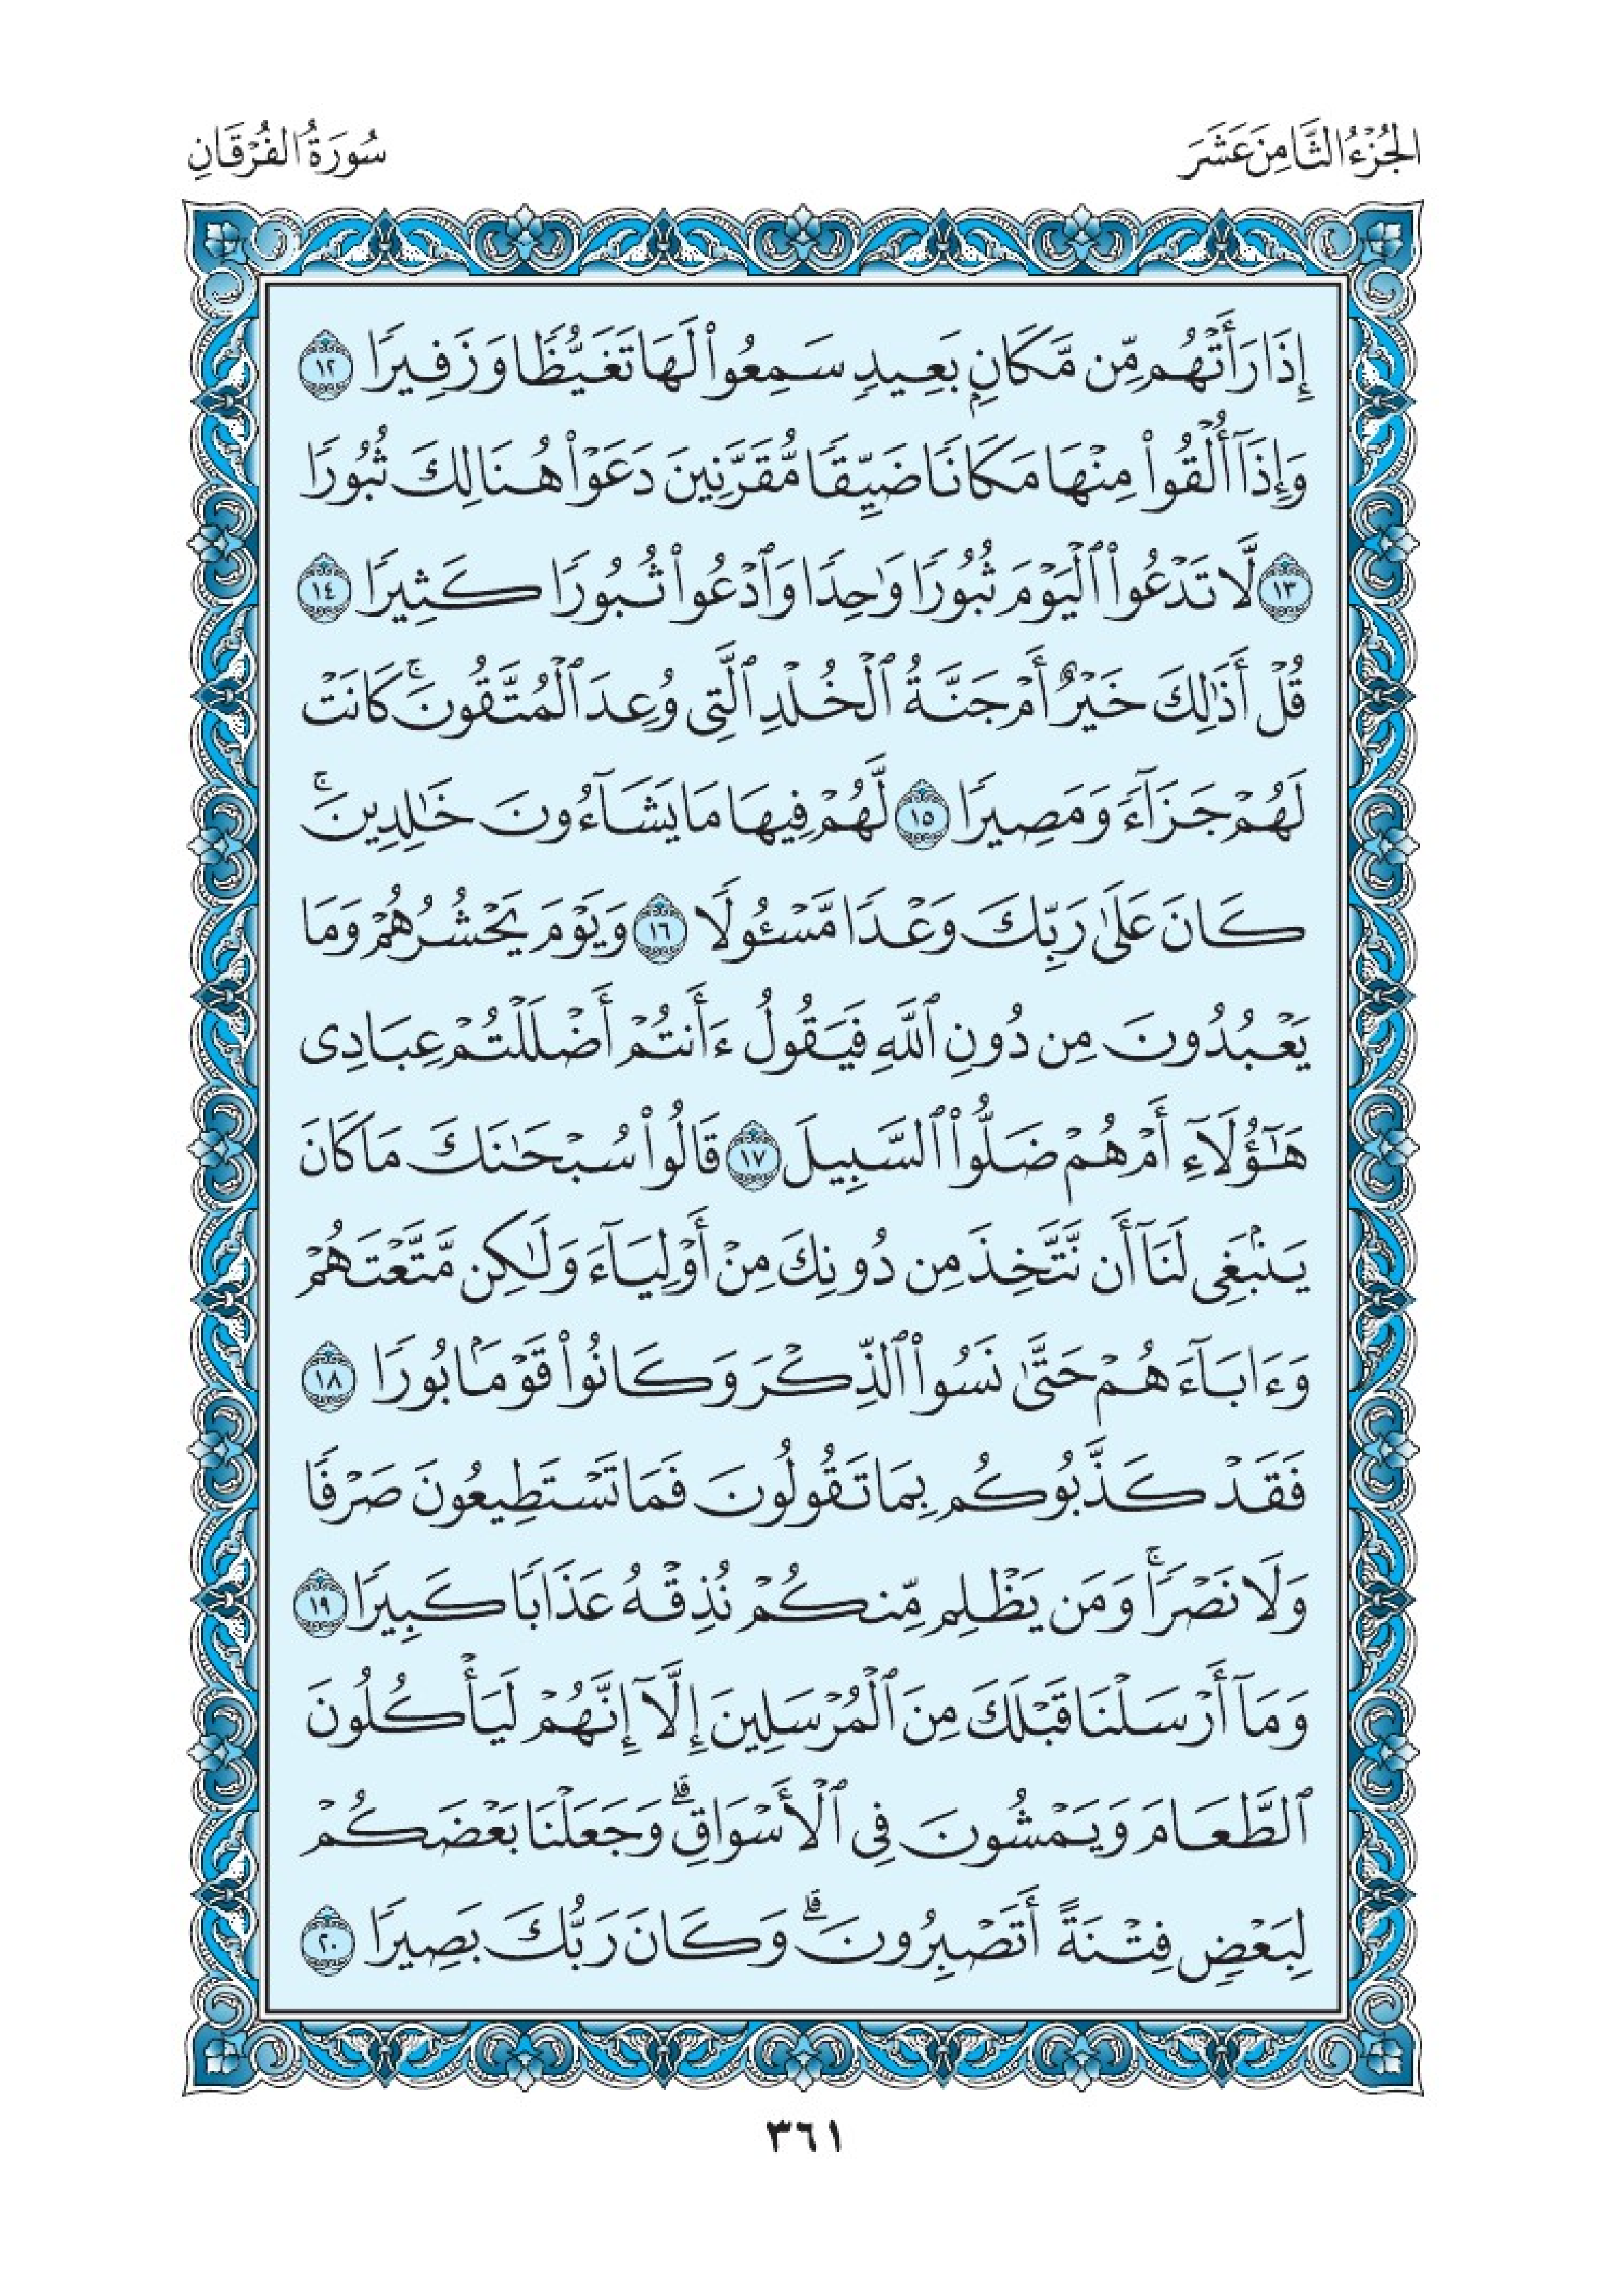 الجُزْءُ الثَّامِنَ عَشَرَ
سُورَةُ الفُرْقَانِ
إِذَا رَأَتْهُم مِّن مَّكَانٍۭ بَعِيدٍ سَمِعُوا۟ لَهَا تَغَيُّظًا وَزَفِيرًا ١٢
وَإِذَآ أُلْقُوا۟ مِنْهَا مَكَانًا ضَيِّقًا مُّقَرَّنِينَ دَعَوْا۟ هُنَالِكَ ثُبُورًا
١٣ لَّا تَدْعُوا۟ ٱلْيَوْمَ ثُبُورًا وَٰحِدًا وَٱدْعُوا۟ ثُبُورًا كَثِيرًا ١٤
قُلْ أَذَٰلِكَ خَيْرٌ أَمْ جَنَّةُ ٱلْخُلْدِ ٱلَّتِى وُعِدَ ٱلْمُتَّقُونَ ۚ كَانَتْ
لَهُمْ جَزَآءً وَمَصِيرًا ١٥ لَّهُمْ فِيهَا مَا يَشَآءُونَ خَٰلِدِينَ ۚ
كَانَ عَلَىٰ رَبِّكَ وَعْدًا مَّسْـُٔولًا ١٦ وَيَوْمَ يَحْشُرُهُمْ وَمَا
يَعْبُدُونَ مِن دُونِ ٱللَّهِ فَيَقُولُ ءَأَنتُمْ أَضْلَلْتُمْ عِبَادِى
هَٰٓؤُلَآءِ أَمْ هُمْ ضَلُّوا۟ ٱلسَّبِيلَ ١٧ قَالُوا۟ سُبْحَٰنَكَ مَا كَانَ
يَنۢبَغِى لَنَآ أَن نَّتَّخِذَ مِن دُونِكَ مِنْ أَوْلِيَآءَ وَلَٰكِن مَّتَّعْتَهُمْ
وَءَابَآءَهُمْ حَتَّىٰ نَسُوا۟ ٱلذِّكْرَ وَكَانُوا۟ قَوْمًۢا بُورًا ١٨
فَقَدْ كَذَّبُوكُم بِمَا تَقُولُونَ فَمَا تَسْتَطِيعُونَ صَرْفًا
وَلَا نَصْرًا ۚ وَمَن يَظْلِم مِّنكُمْ نُذِقْهُ عَذَابًا كَبِيرًا ١٩
وَمَآ أَرْسَلْنَا قَبْلَكَ مِنَ ٱلْمُرْسَلِينَ إِلَّآ إِنَّهُمْ لَيَأْكُلُونَ
ٱلطَّعَامَ وَيَمْشُونَ فِى ٱلْأَسْوَاقِ ۗ وَجَعَلْنَا بَعْضَكُمْ
لِبَعْضٍ فِتْنَةً أَتَصْبِرُونَ ۗ وَكَانَ رَبُّكَ بَصِيرًا ٢٠
٣٦١